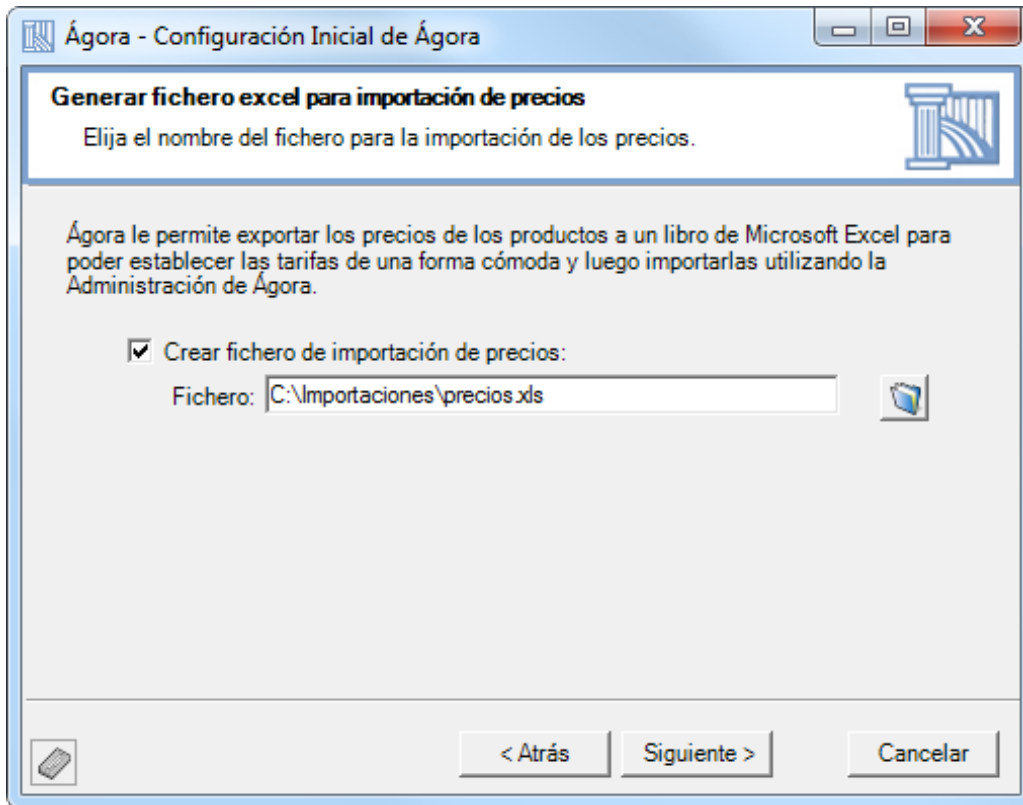 Ágora - Configuración Inicial de Ágora
Generar fichero excel para importación de precios
Elija el nombre del fichero para la importación de los precios.
Ágora le permite exportar los precios de los productos a un libro de Microsoft Excel para
poder establecer las tarifas de una forma cómoda y luego importarlas utilizando la
Administración de Ágora.
Crear fichero de importación de precios:
Fichero: C:\Importaciones\precios.xls
< Atrás Siguiente > Cancelar